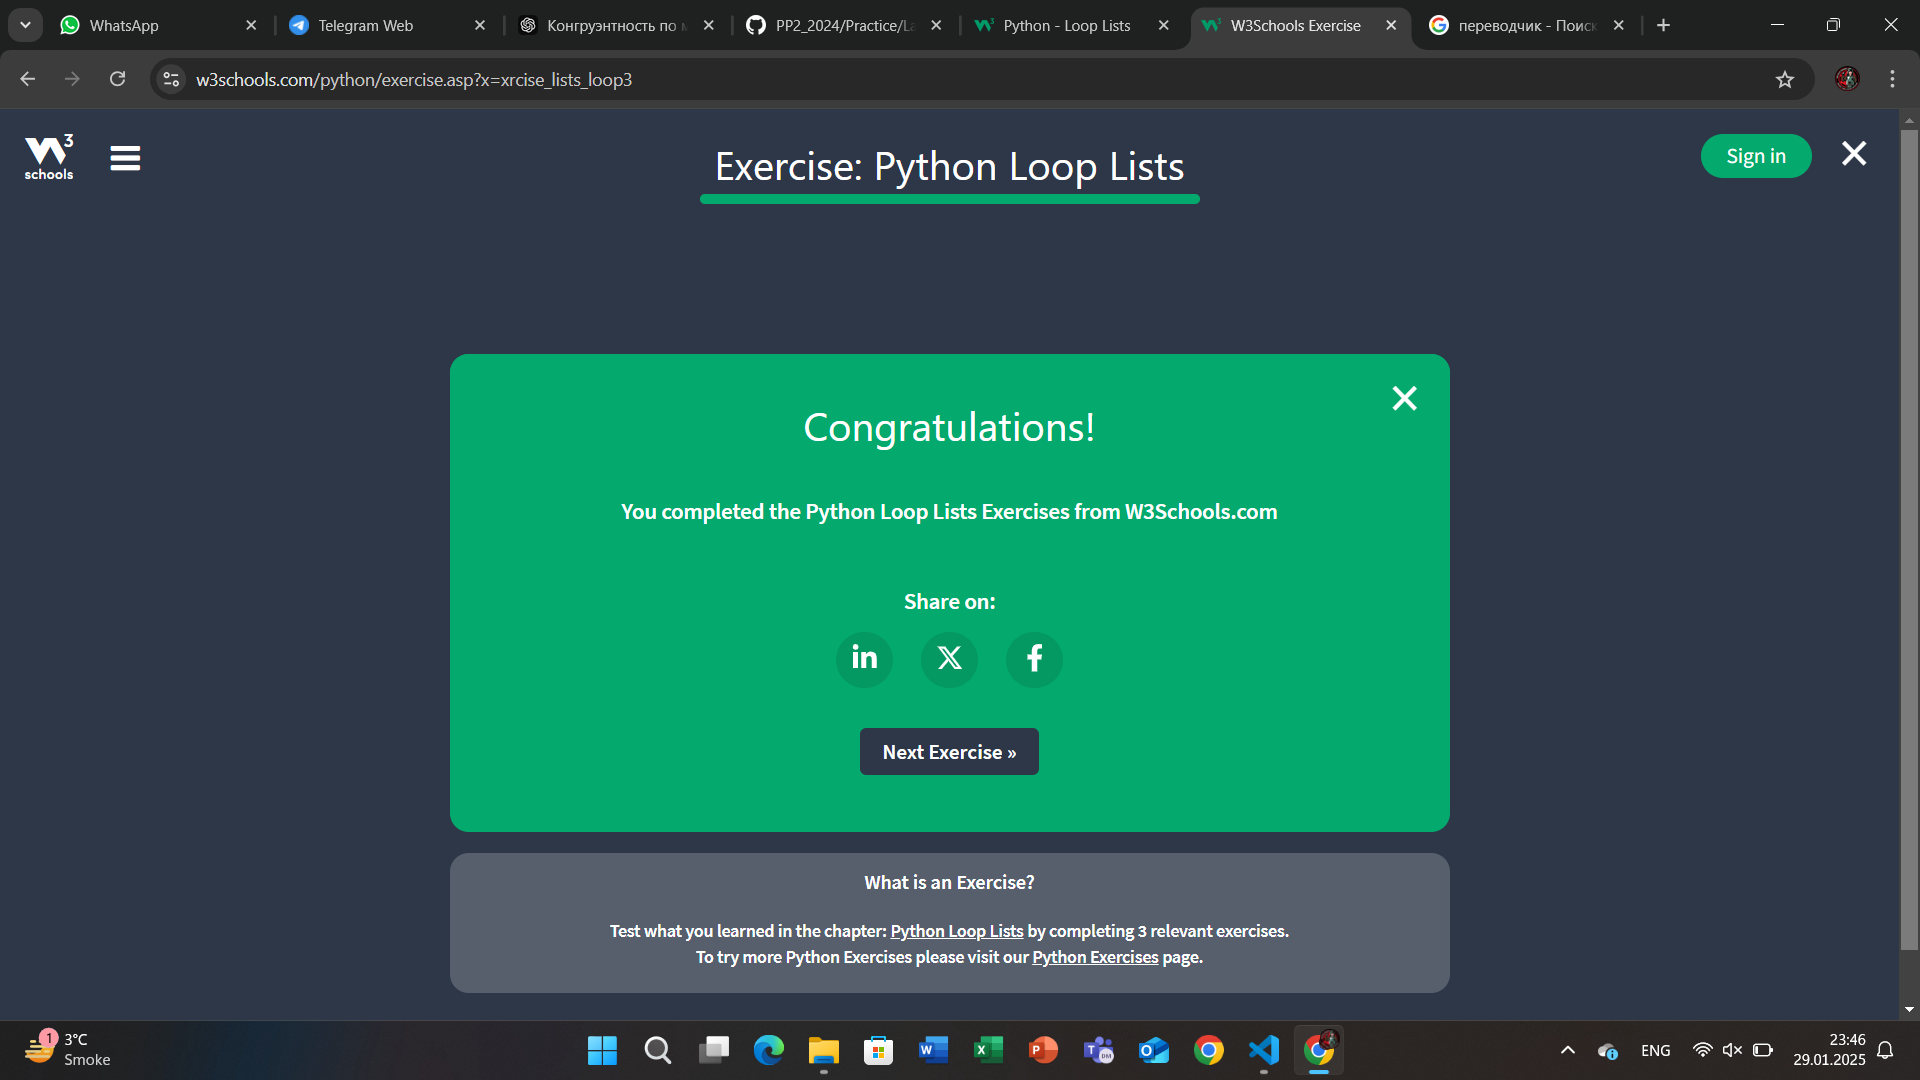 WhatsApp
Telegram Web
Конгруэнтность по
PP2_2024/Practice/La
Python - Loop Lists
W3Schools Exercise
переводчик - Поиск
w3schools.com/python/exercise.asp?x=xrcise_lists_loop3
3
schools
Exercise: Python Loop Lists
Sign in
Congratulations!
You completed the Python Loop Lists Exercises from W3Schools.com
Share on:
Next Exercise »
What is an Exercise?
Test what you learned in the chapter: Python Loop Lists by completing 3 relevant exercises.
To try more Python Exercises please visit our Python Exercises page.
1
3°C
Smoke
ENG
23:46
29.01.2025